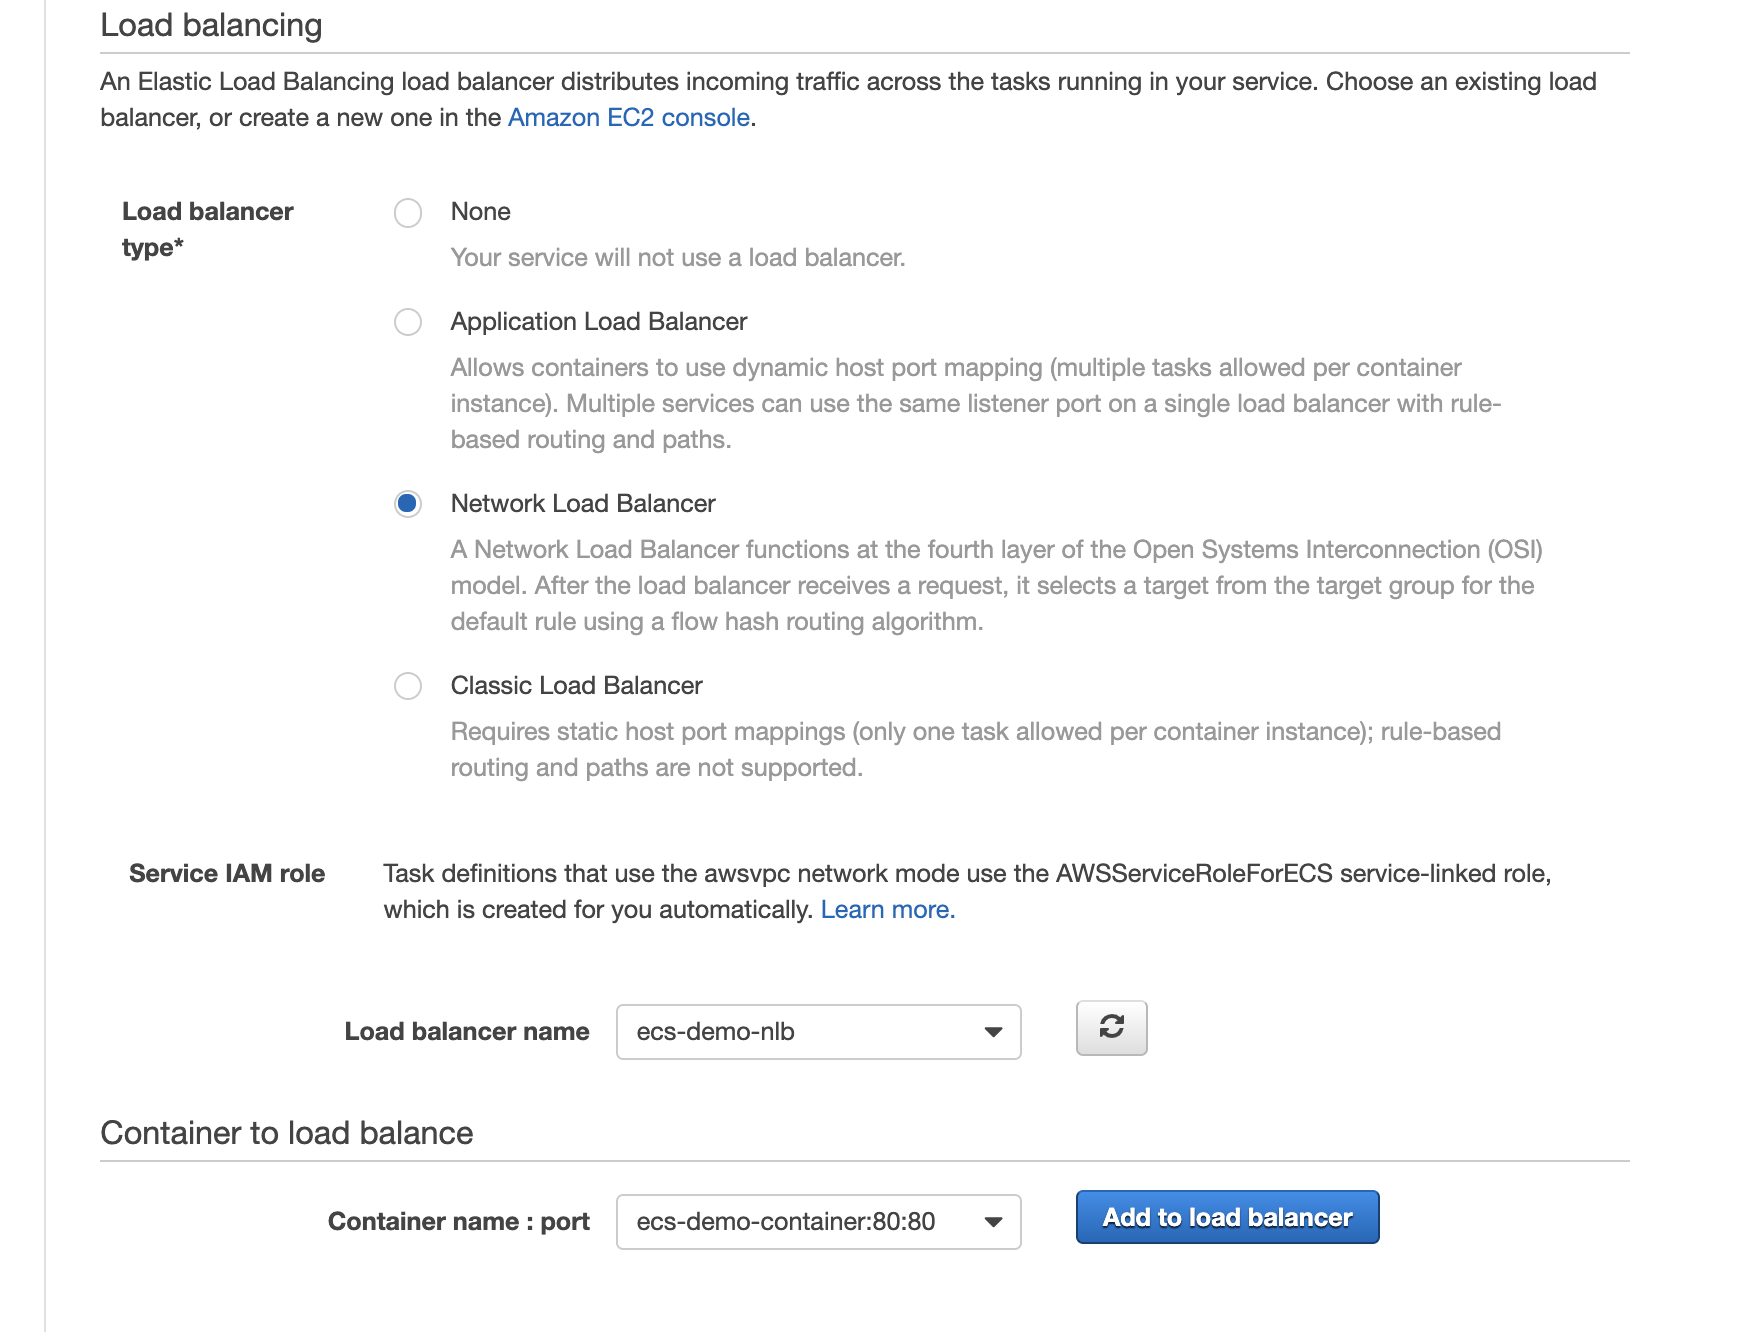 Load balancing
An Elastic Load Balancing load balancer distributes incoming traffic across the tasks running in your service. Choose an existing load
balancer, or create a new one in the Amazon EC2 console.
Load balancer
type*
None
Your service will not use a load balancer.
Application Load Balancer
Allows containers to use dynamic host port mapping (multiple tasks allowed per container
instance). Multiple services can use the same listener port on a single load balancer with rule-
based routing and paths.
Network Load Balancer
A Network Load Balancer functions at the fourth layer of the Open Systems Interconnection (OSI)
model. After the load balancer receives a request, it selects a target from the target group for the
default rule using a flow hash routing algorithm.
Classic Load Balancer
Requires static host port mappings (only one task allowed per container instance); rule-based
routing and paths are not supported.
Service IAM role
Task definitions that use the awsvpc network mode use the AWSServiceRoleForECS service-linked role,
which is created for you automatically. Learn more.
Load balancer name
ecs-demo-nlb
Container to load balance
Container name : port
ecs-demo-container:80:80
Add to load balancer